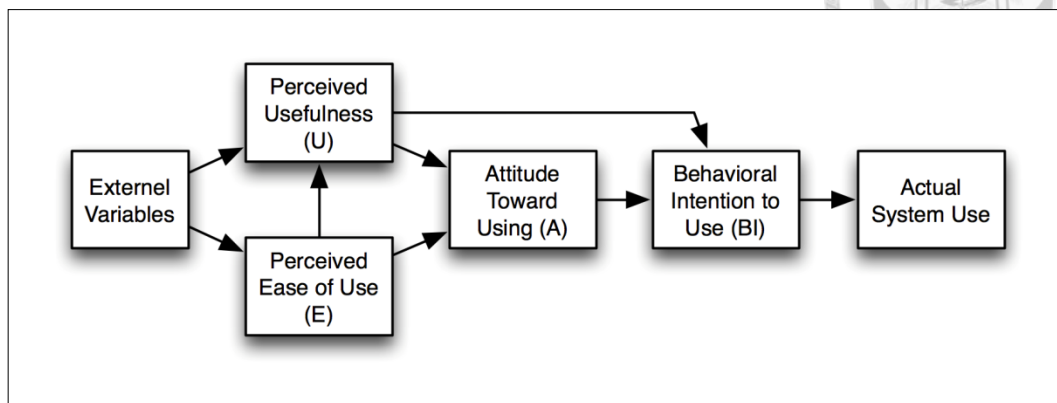 Perceived
Usefulness
(U)
Externel
Variables
Perceived
Ease of Use
(E)
Attitude
Toward
Using (A)
Behavioral
Intention to
Use (BI)
Actual
System Use